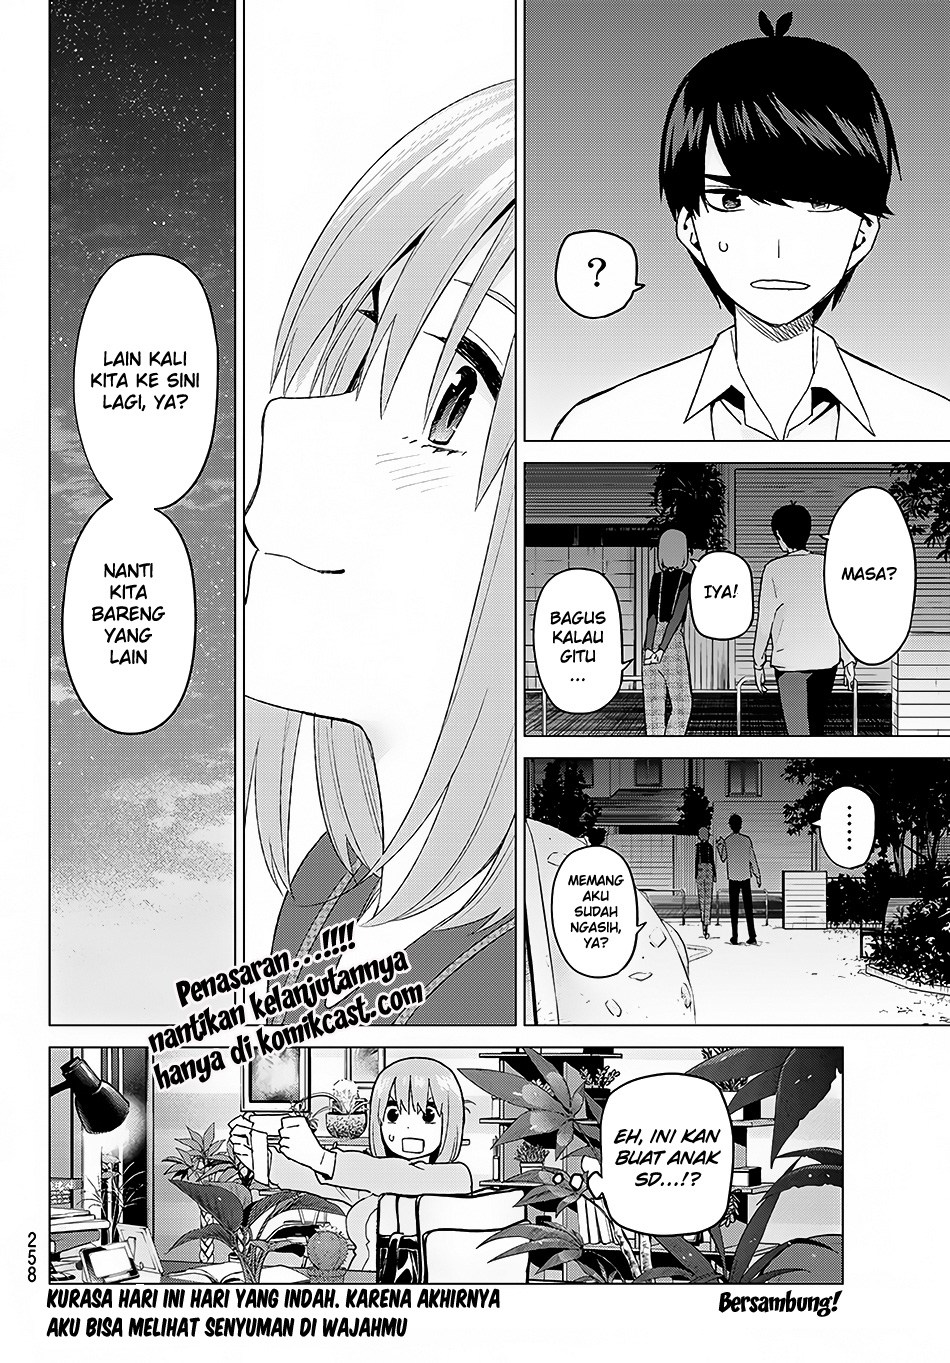 ?
MASA?
IYA!
BAGUS
KALAU
GITU
...
......
MEMANG
AKU
SUDAH
NGASIH,
YA?
LAIN KALI
KITA KE SINI
LAGI, YA?
NANTI
KITA
BARENG
YANG
LAIN
Penasaran...!!!!
nantikan kelanjutannya
hanya di komikcast.com
EH, INI KAN
BUAT ANAK
SD...!?
258
KURASA HARI INI HARI YANG INDAH. KARENA AKHIRNYA
AKU BISA MELIHAT SENYUMAN DI WAJAHMU
Bersambung!